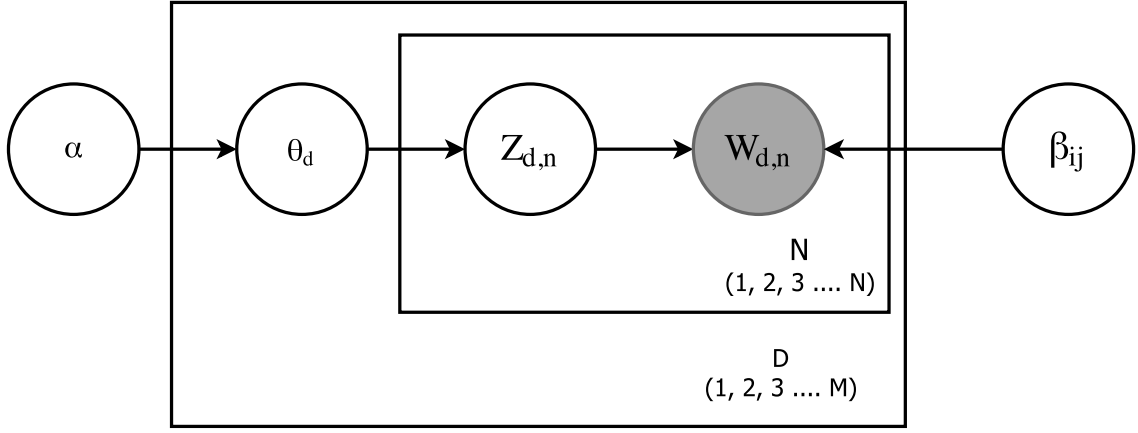 α
θd
Zd,n
Wd,n
βij
N
(1, 2, 3 .... N)
D
(1, 2, 3 .... M)